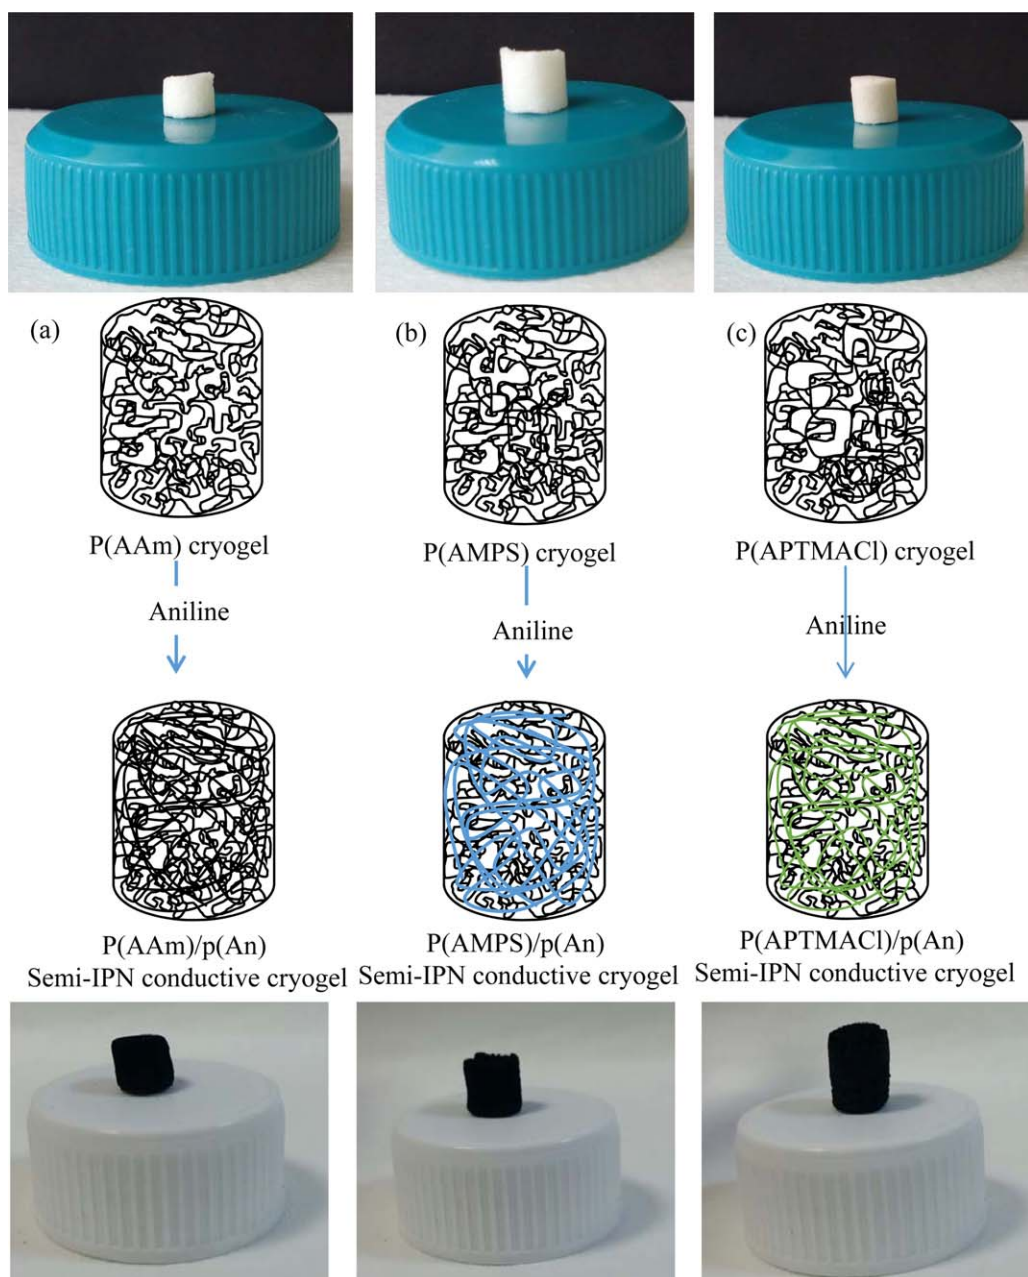 (a)
(b)
(c)
P(AAm) cryogel
P(AMPS) cryogel
P(APTMACl) cryogel
Aniline
Aniline
Aniline
P(AAm)/p(An)
Semi-IPN conductive cryogel
P(AMPS)/p(An)
Semi-IPN conductive cryogel
P(APTMACl)/p(An)
Semi-IPN conductive cryogel